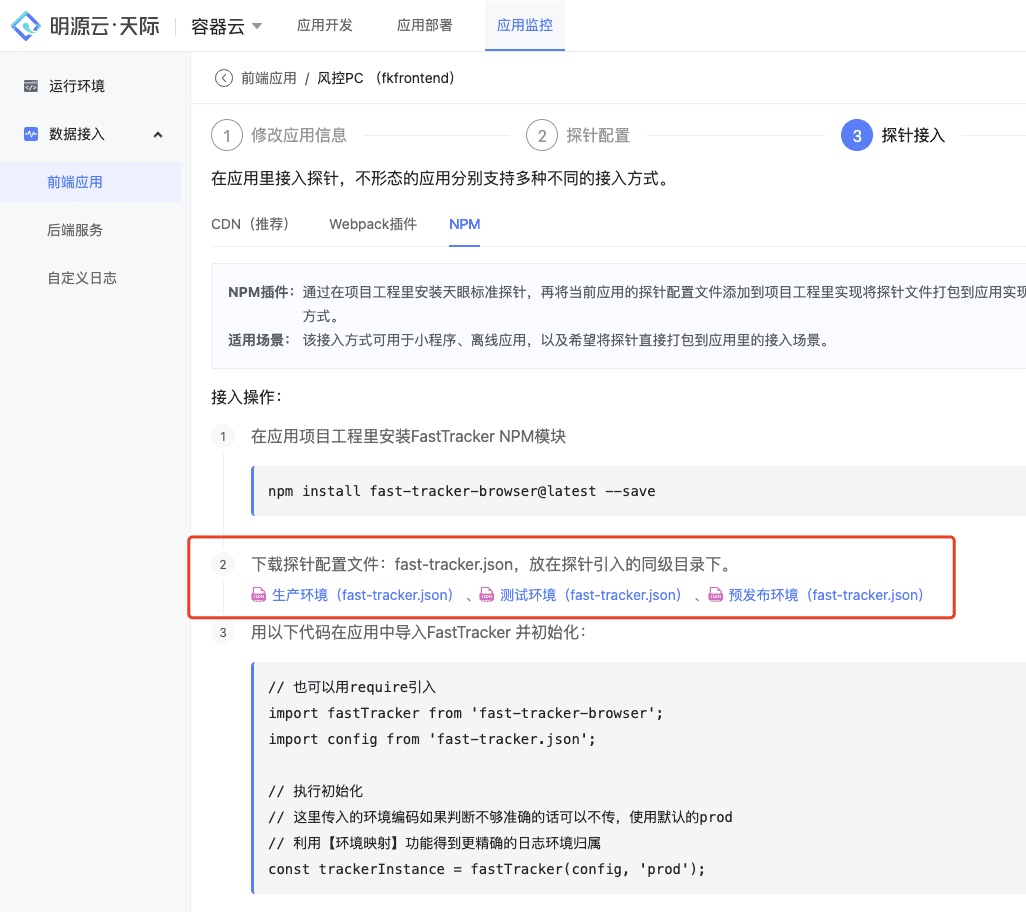 明源云·天际 容器云 应用开发 应用部署 应用监控
运行环境
数据接入
前端应用
后端服务
自定义日志
前端应用 / 风控PC （fkfrontend）
1 修改应用信息 2 探针配置 3 探针接入
在应用里接入探针，不形态的应用分别支持多种不同的接入方式。
CDN（推荐） Webpack插件 NPM
NPM插件： 通过在项目工程里安装天眼标准探针，再将当前应用的探针配置文件添加到项目工程里实现将探针文件打包到应用实现
方式。
适用场景： 该接入方式可用于小程序、离线应用，以及希望将探针直接打包到应用里的接入场景。
接入操作：
1 在应用项目工程里安装FastTracker NPM模块
npm install fast-tracker-browser@latest --save
2 下载探针配置文件：fast-tracker.json，放在探针引入的同级目录下。
生产环境（fast-tracker.json） 、 测试环境（fast-tracker.json） 、 预发布环境（fast-tracker.json）
3 用以下代码在应用中导入FastTracker 并初始化：
// 也可以用require引入
import fastTracker from 'fast-tracker-browser';
import config from 'fast-tracker.json';
// 执行初始化
// 这里传入的环境编码如果判断不够准确的话可以不传，使用默认的prod
// 利用【环境映射】功能得到更精确的日志环境归属
const trackerInstance = fastTracker(config, 'prod');